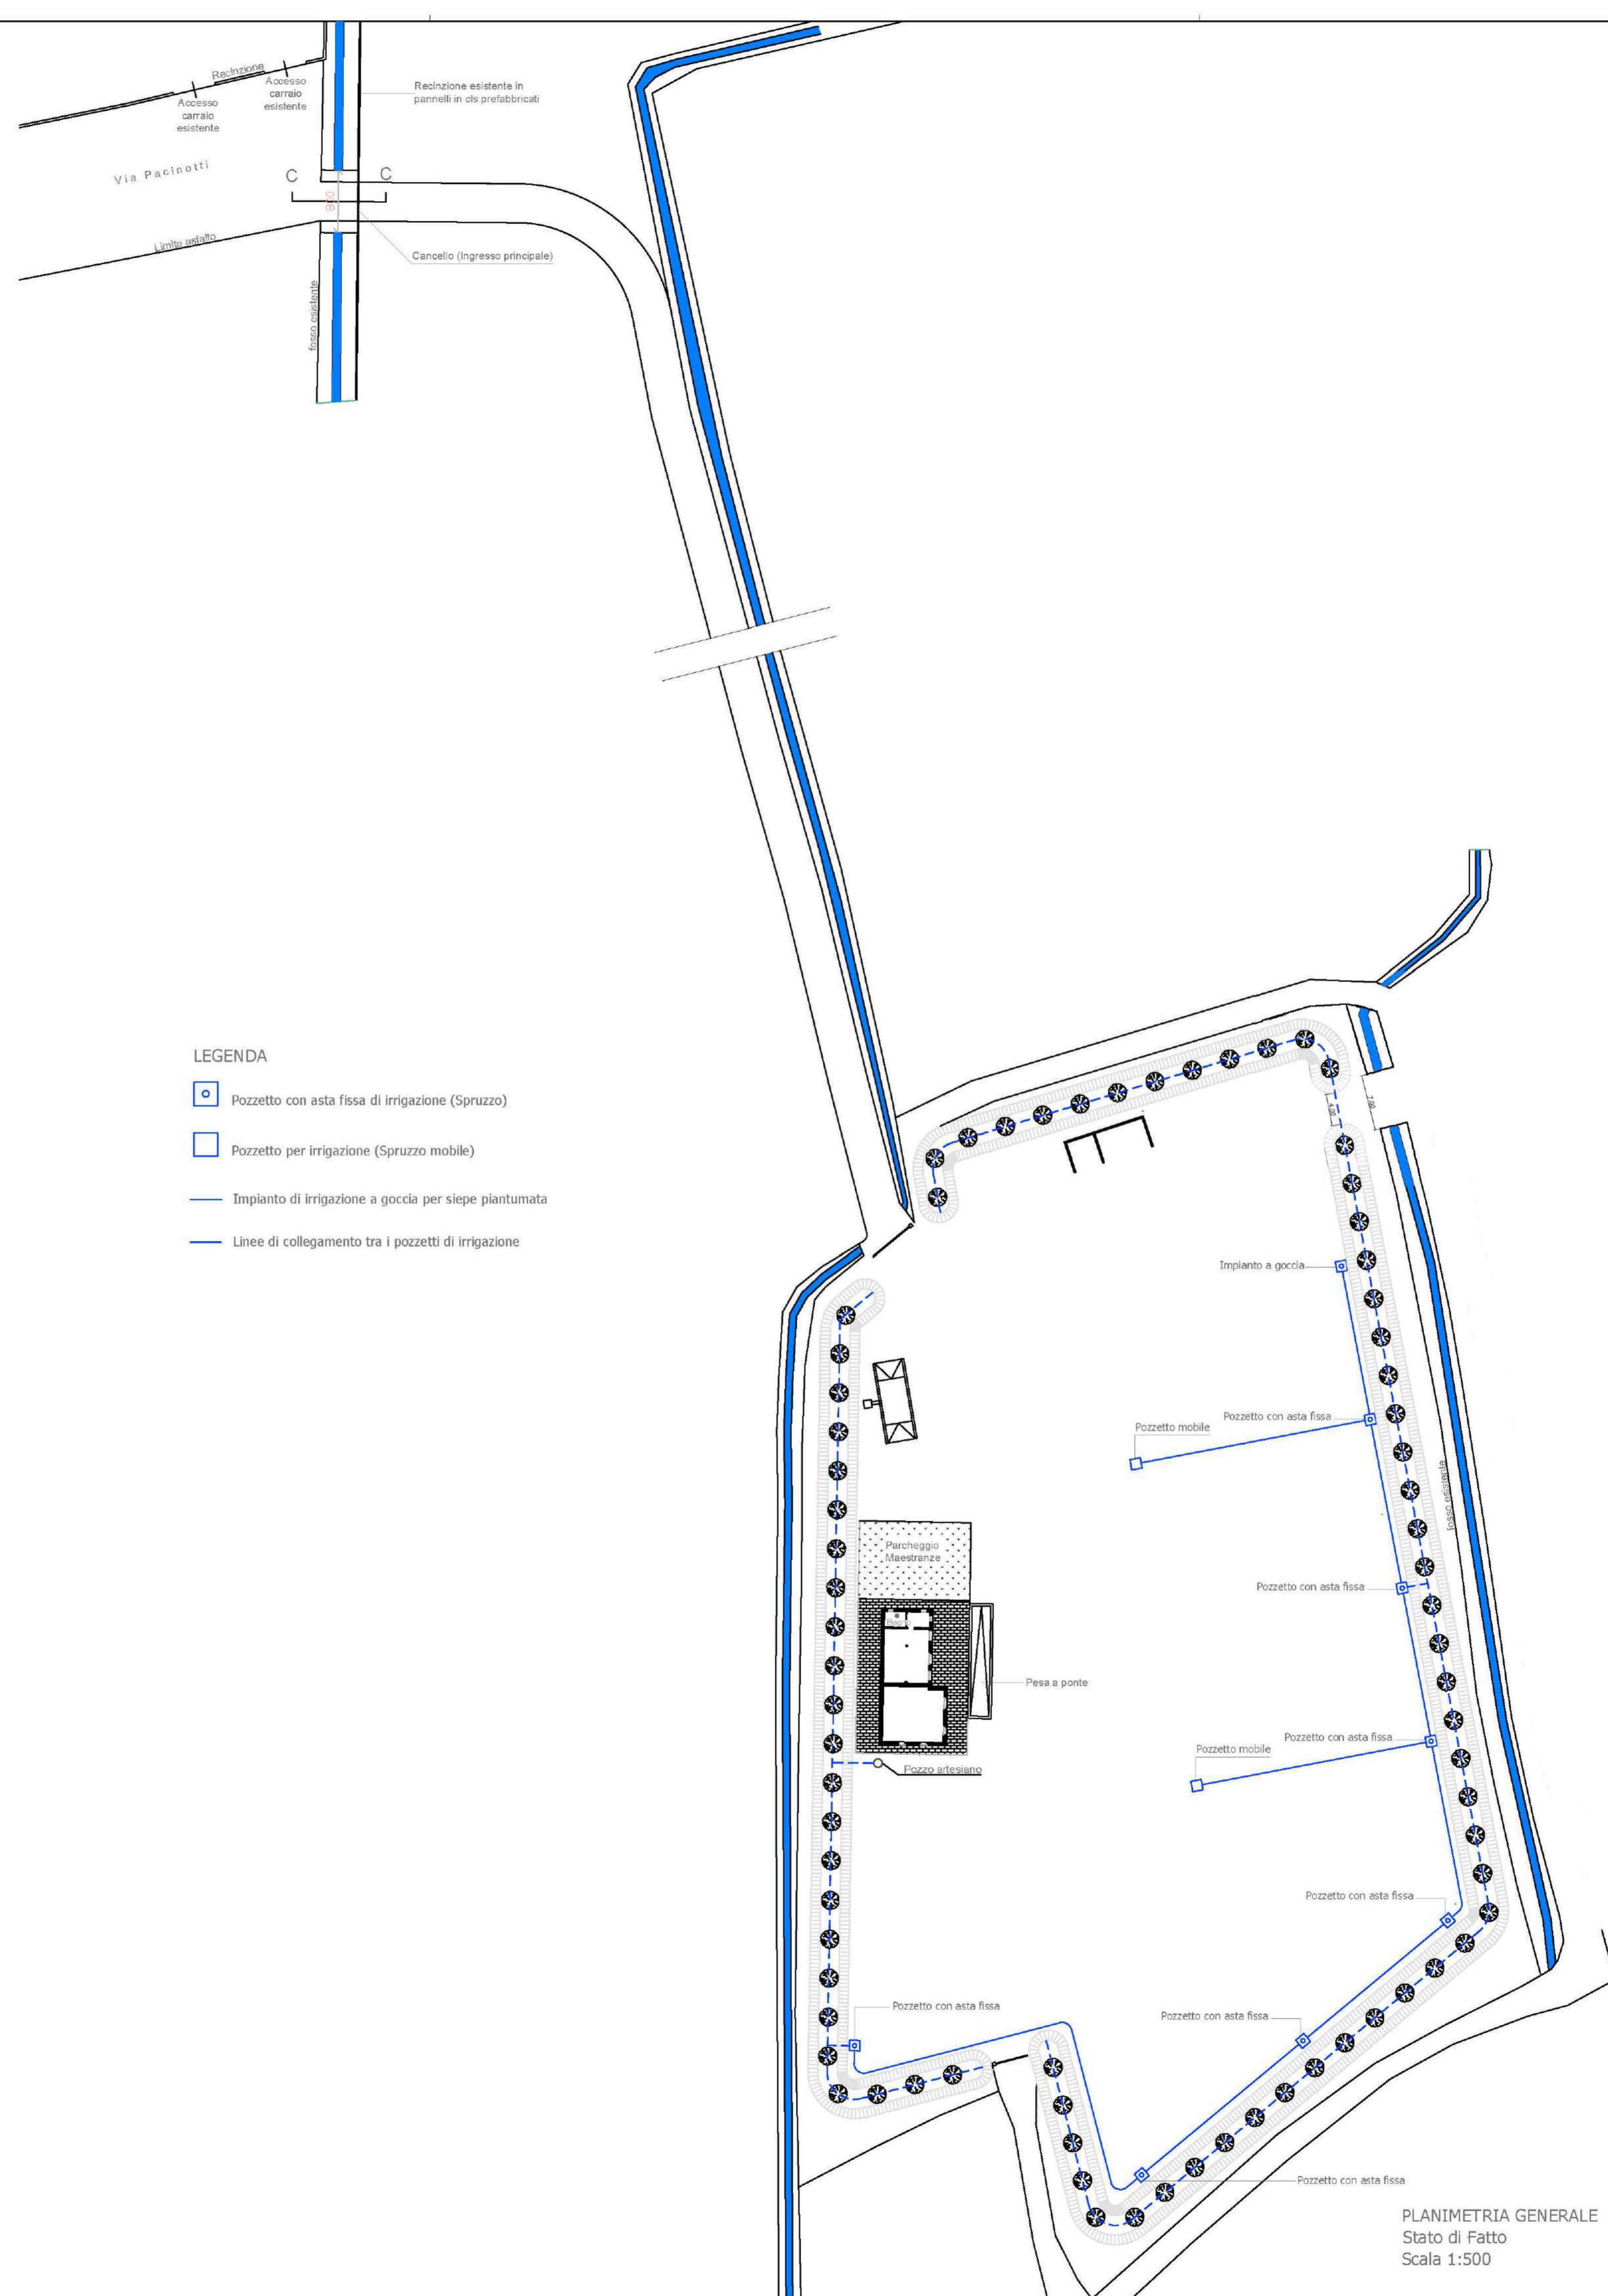 Recinzione
Accesso
carraio
esistente
Accesso
carraio
esistente
Recinzione esistente in
pannelli in cls prefabbricati
Via Pacinotti
C
C
Limite asfalto
Cancello (Ingresso principale)
fosso esistente
LEGENDA
Pozzetto con asta fissa di irrigazione (Spruzzo)
Pozzetto per irrigazione (Spruzzo mobile)
Impianto di irrigazione a goccia per siepe piantumata
Linee di collegamento tra i pozzetti di irrigazione
Impianto a goccia
Pozzetto con asta fissa
Pozzetto mobile
fosso esistente
Parcheggio
Maestranze
Pozzetto con asta fissa
Pesa a ponte
Pozzetto con asta fissa
Pozzetto mobile
Pozzo artesiano
Pozzetto con asta fissa
Pozzetto con asta fissa
Pozzetto con asta fissa
Pozzetto con asta fissa
PLANIMETRIA GENERALE
Stato di Fatto
Scala 1:500